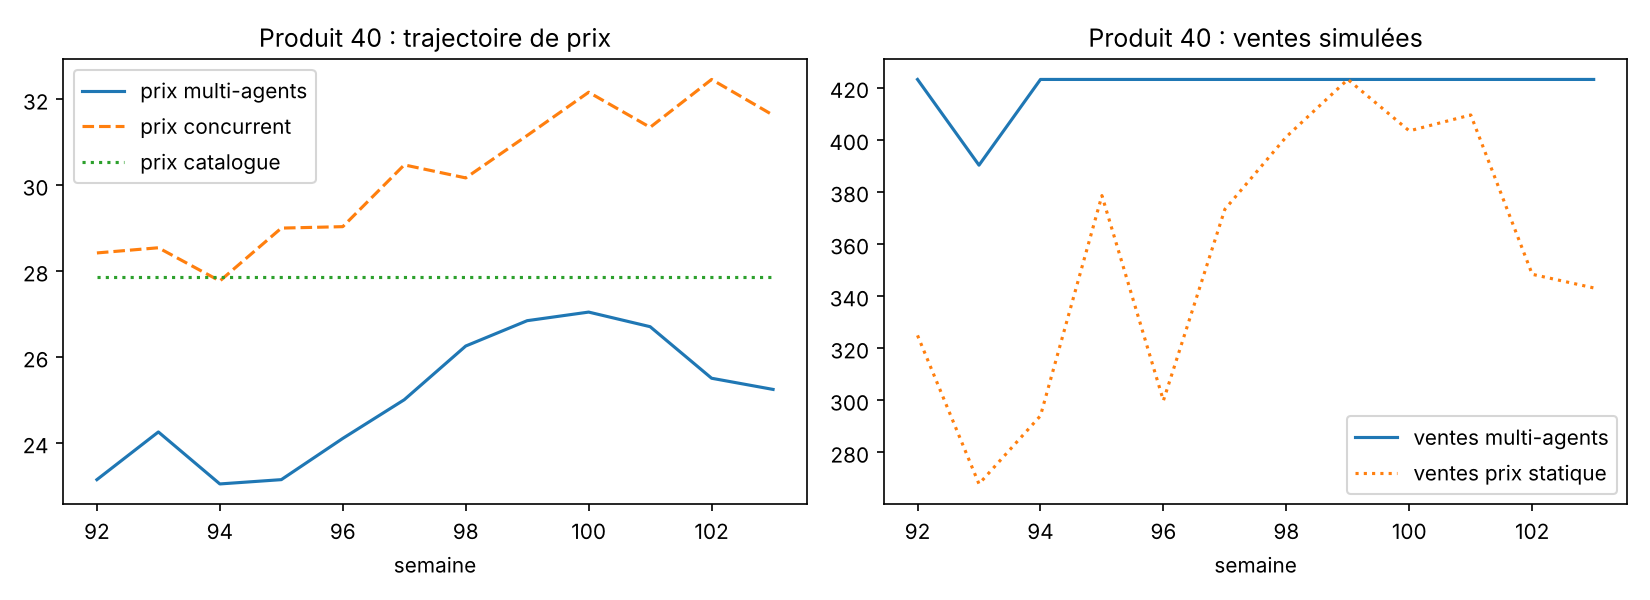 Produit 40 : trajectoire de prix
prix multi-agents
prix concurrent
prix catalogue
32
30
28
26
24
92
94
96
98
100
102
semaine
Produit 40 : ventes simulées
420
400
380
360
340
320
300
280
ventes multi-agents
ventes prix statique
92
94
96
98
100
102
semaine